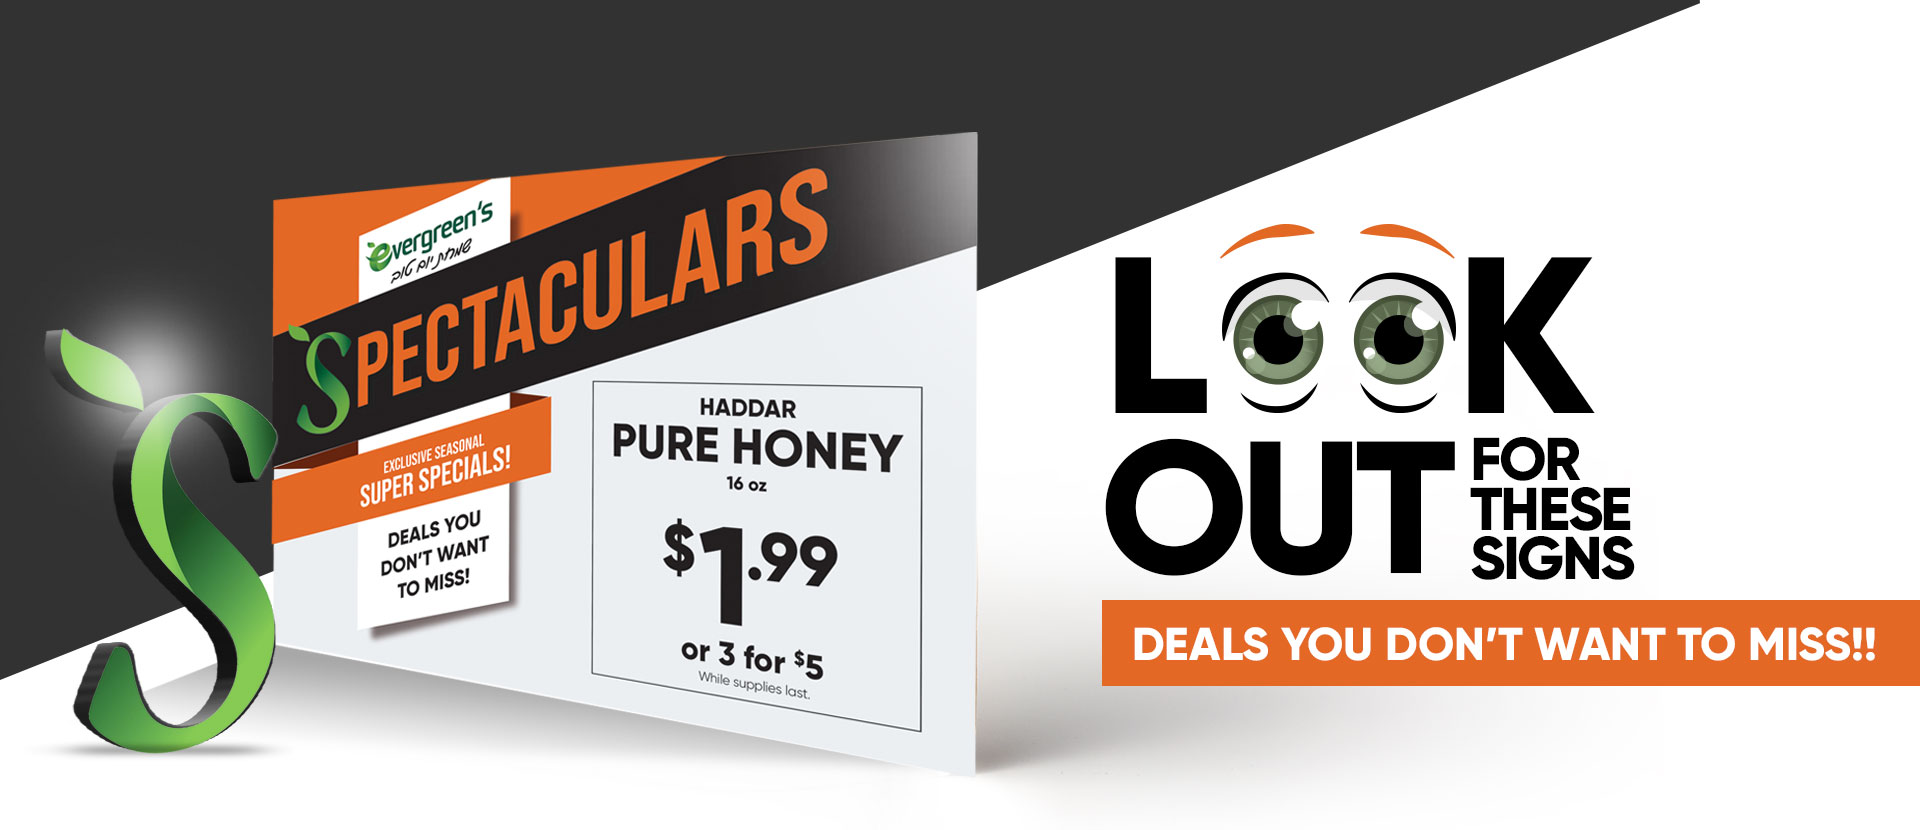 evergreen's
שמחת יום טוב
SPECTACULARS
EXCLUSIVE SEASONAL
SUPER SPECIALS!
DEALS YOU
DON'T WANT
TO MISS!
HADDAR
PURE HONEY
16 oz
$1.99
or 3 for $5
While supplies last.
S
LOOK
OUT FOR
THESE
SIGNS
DEALS YOU DON'T WANT TO MISS!!